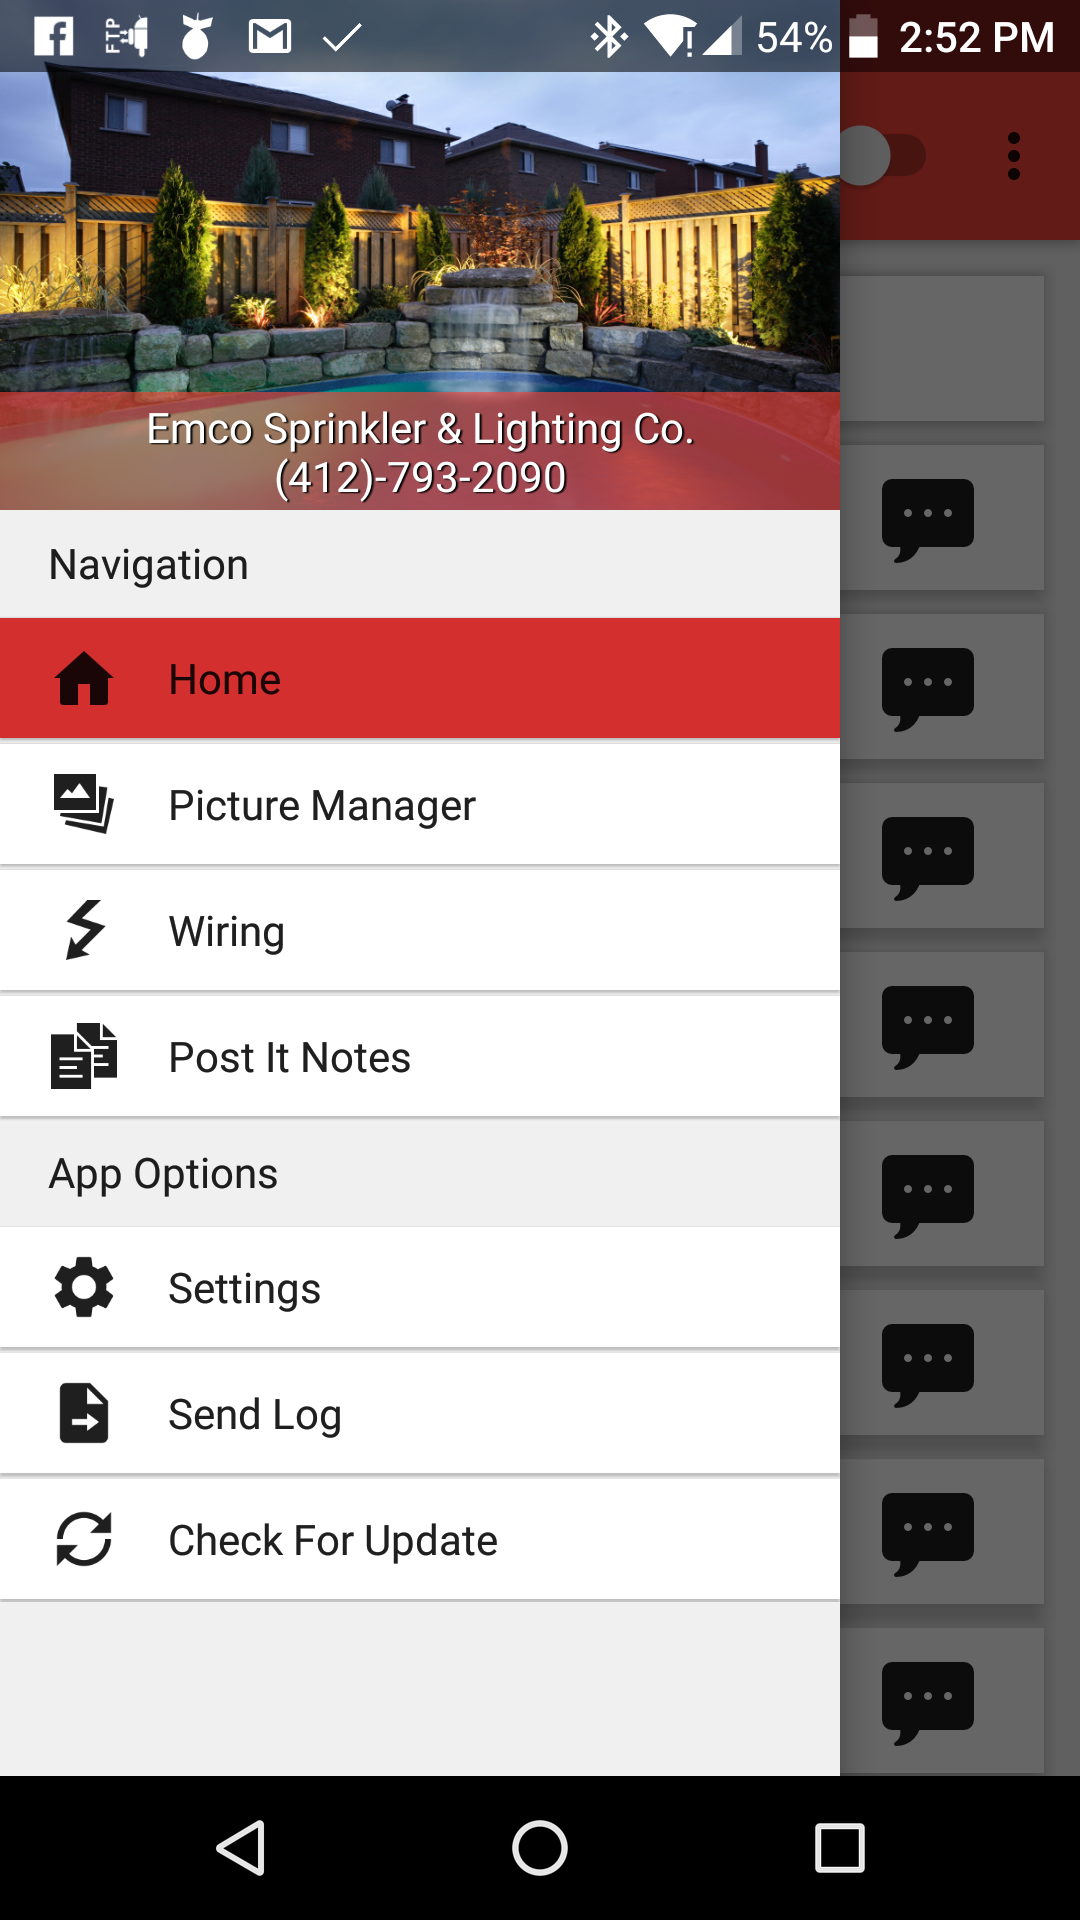 FTP
54%
2:52 PM
Emco Sprinkler & Lighting Co.
(412)-793-2090
Navigation
Home
Picture Manager
Wiring
Post It Notes
App Options
Settings
Send Log
Check For Update